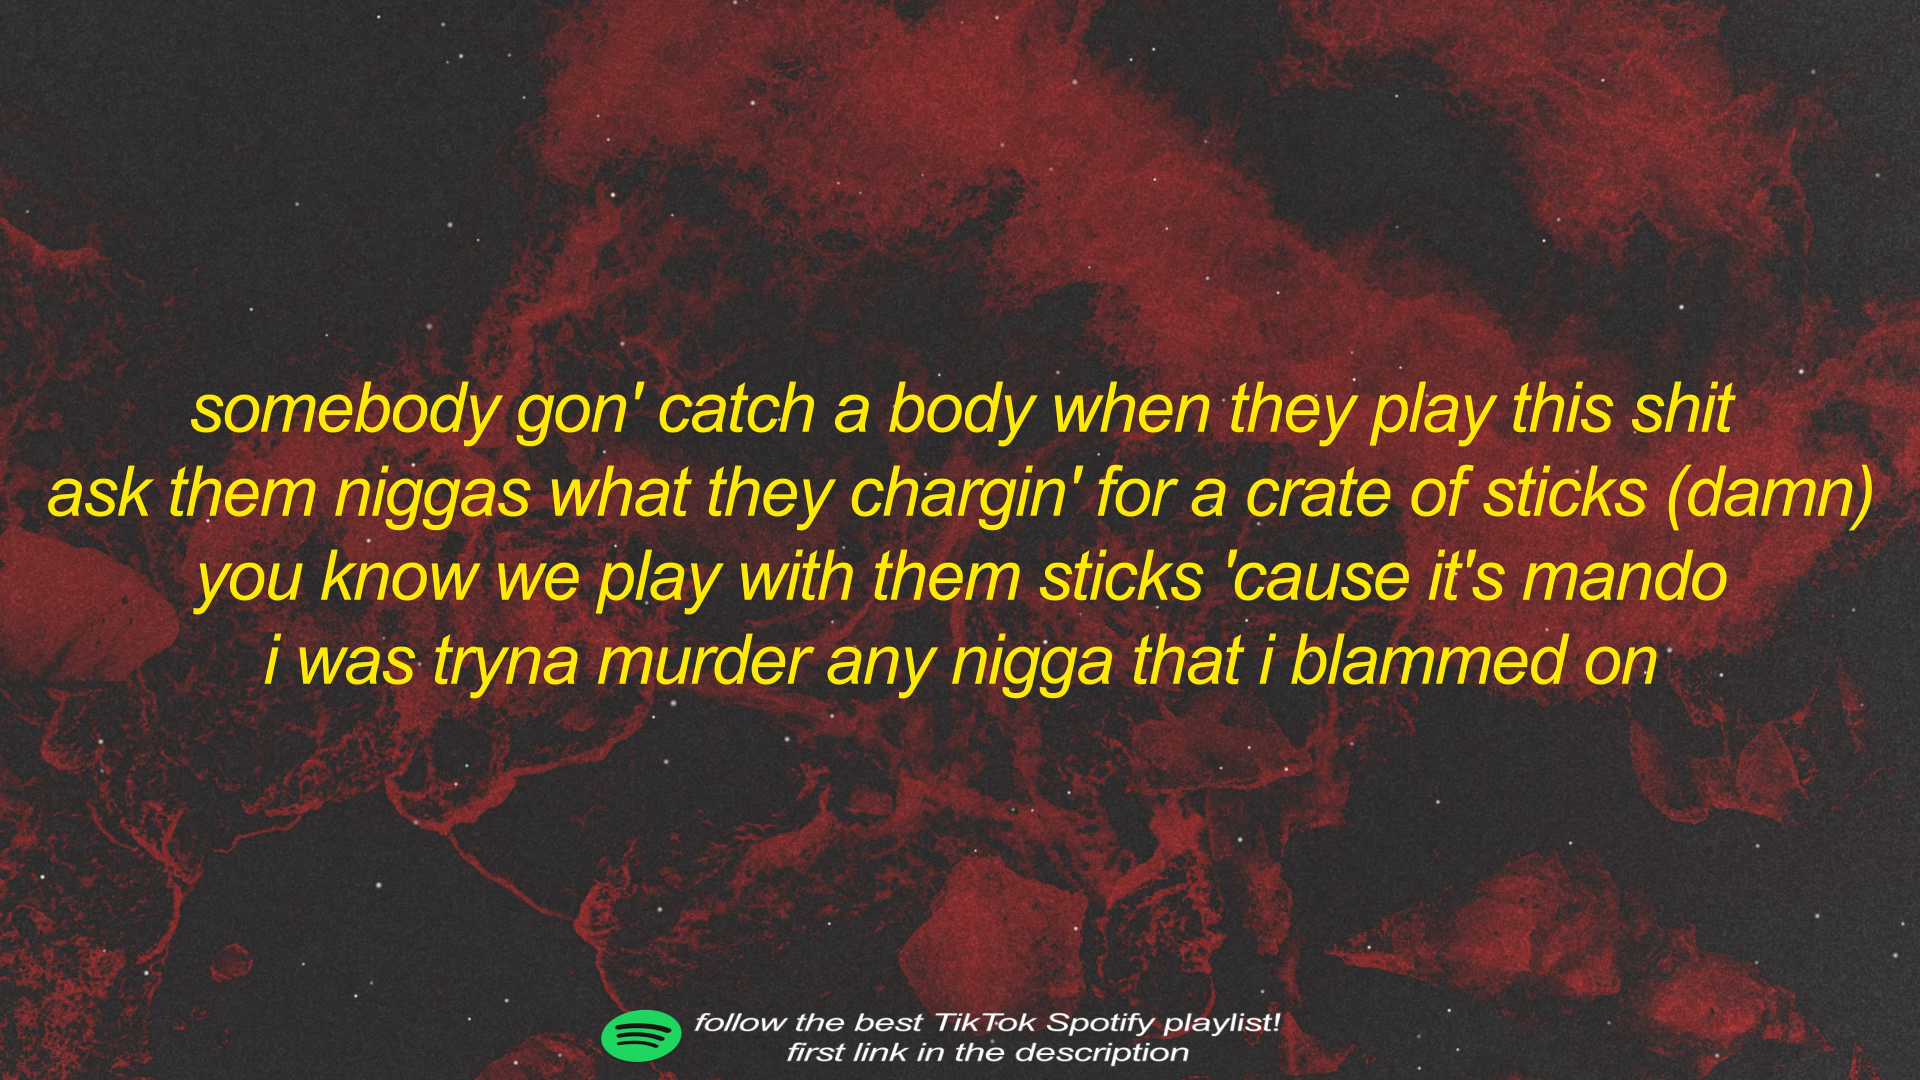 somebody gon' catch a body when they play this shit
ask them niggas what they chargin' for a crate of sticks (damn)
you know we play with them sticks 'cause it's mando
i was tryna murder any nigga that i blammed on
follow the best TikTok Spotify playlist!
first link in the description